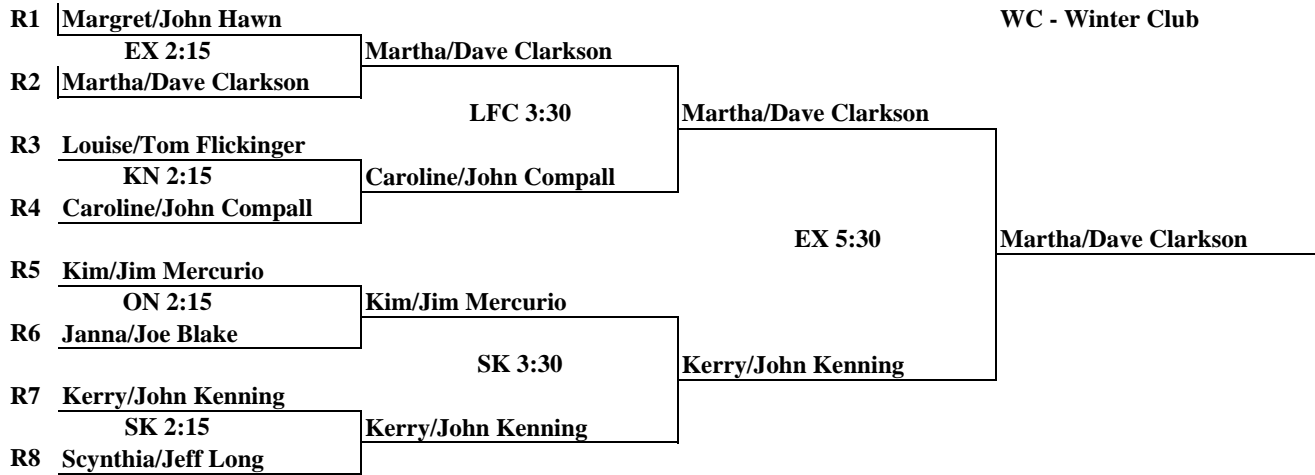 R1 Margret/John Hawn WC - Winter Club
EX 2:15 Martha/Dave Clarkson
R2 Martha/Dave Clarkson
LFC 3:30 Martha/Dave Clarkson
R3 Louise/Tom Flickinger
KN 2:15 Caroline/John Compall
R4 Caroline/John Compall
EX 5:30 Martha/Dave Clarkson
R5 Kim/Jim Mercurio
ON 2:15 Kim/Jim Mercurio
R6 Janna/Joe Blake
SK 3:30 Kerry/John Kenning
R7 Kerry/John Kenning
SK 2:15 Kerry/John Kenning
R8 Scynthia/Jeff Long